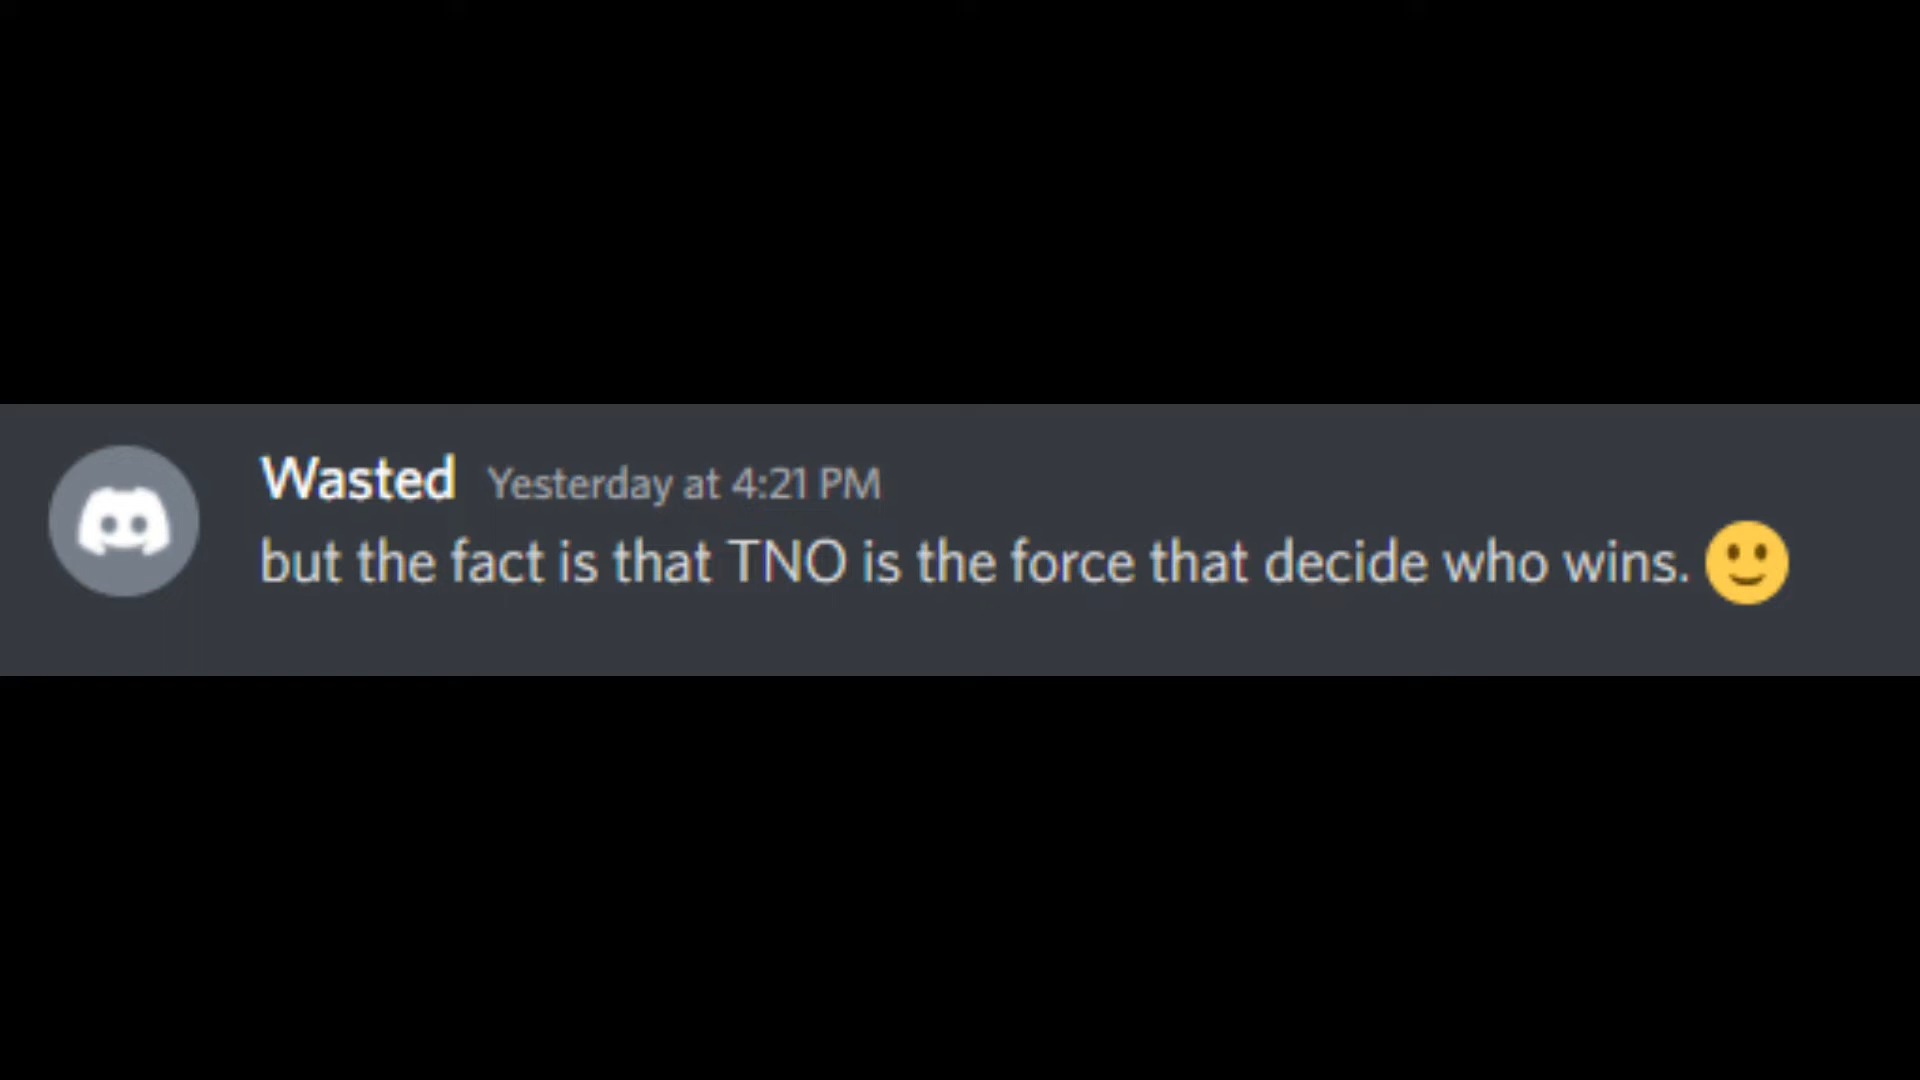 Wasted Yesterday at 4:21 PM
but the fact is that TNO is the force that decide who wins. 🙂